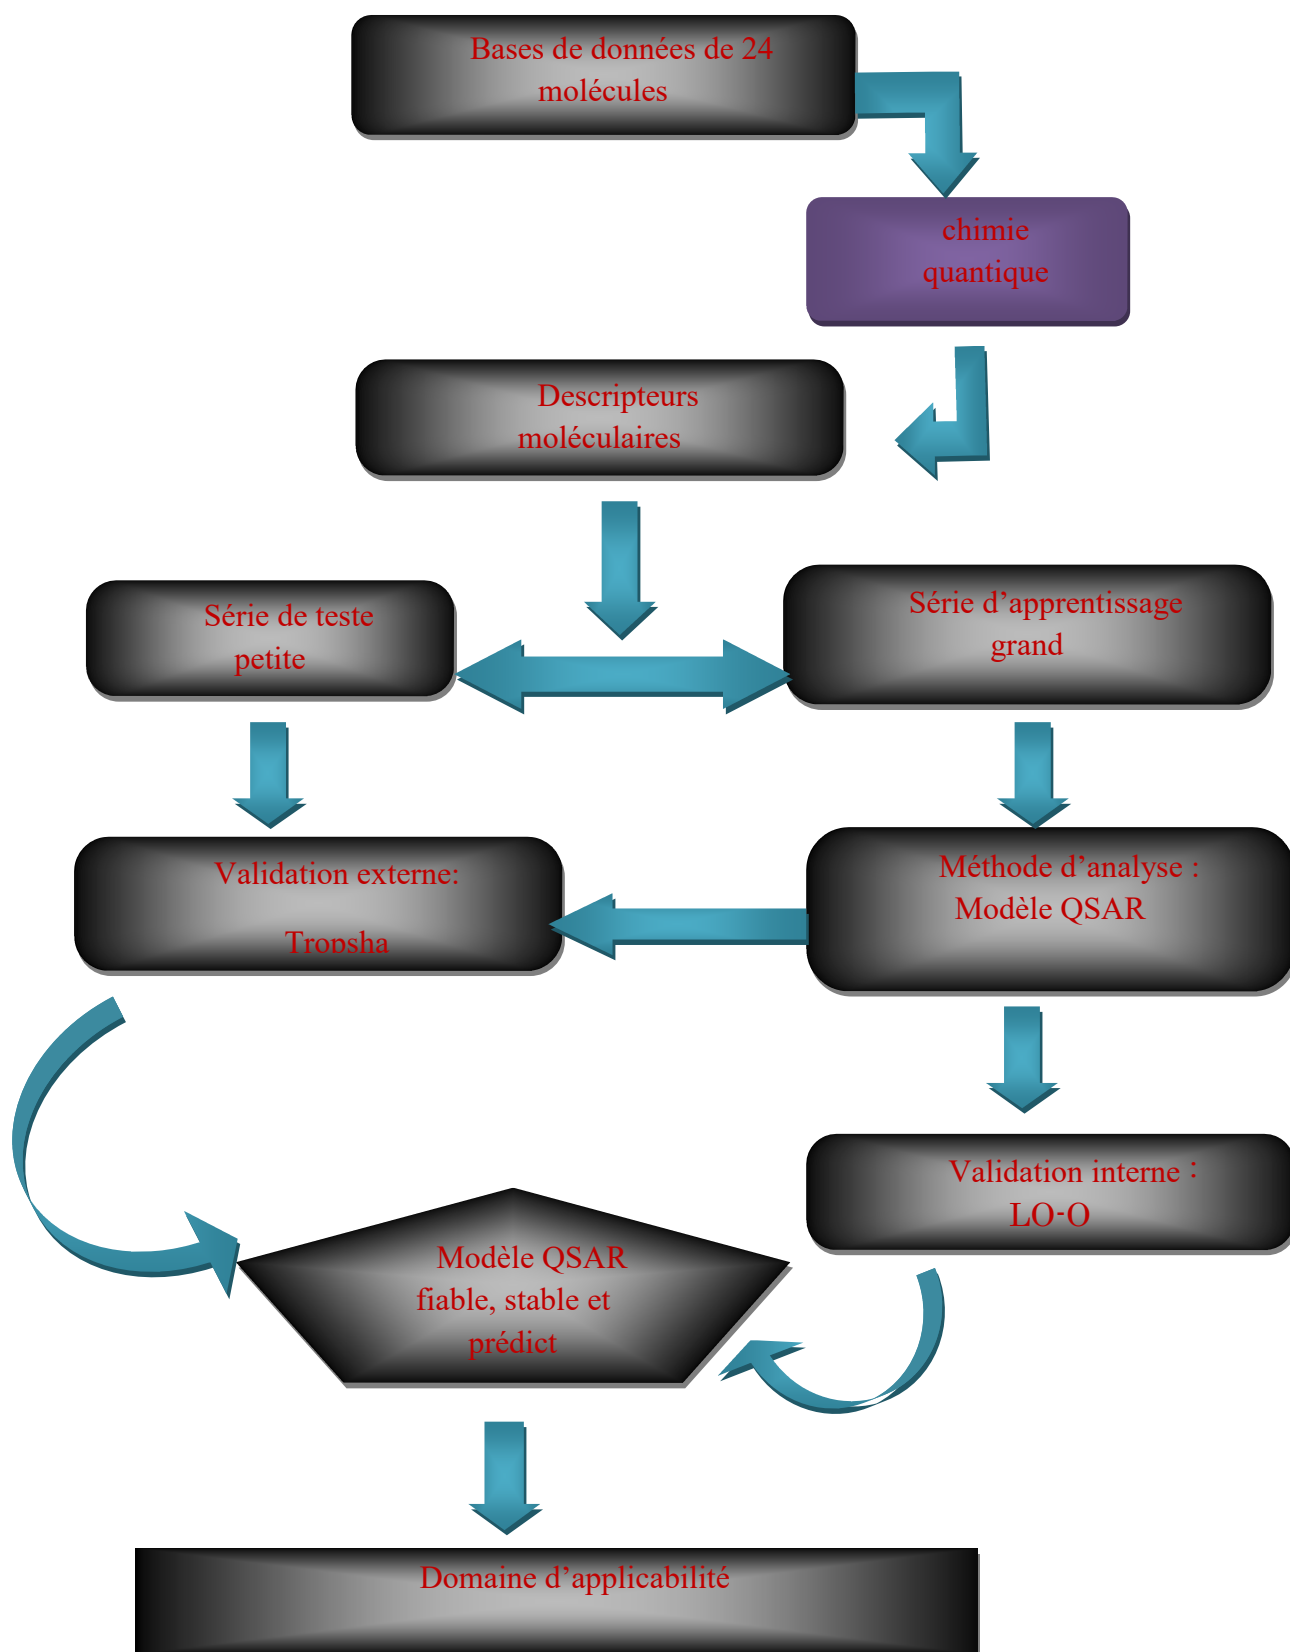 Bases de données de 24
molécules
chimie
quantique
Descripteurs
moléculaires
Série de teste
petite
Série d’apprentissage
grand
Validation externe:
Tropsha
Méthode d’analyse :
Modèle QSAR
Validation interne :
LO-O
Modèle QSAR
fiable, stable et
prédict
Domaine d’applicabilité